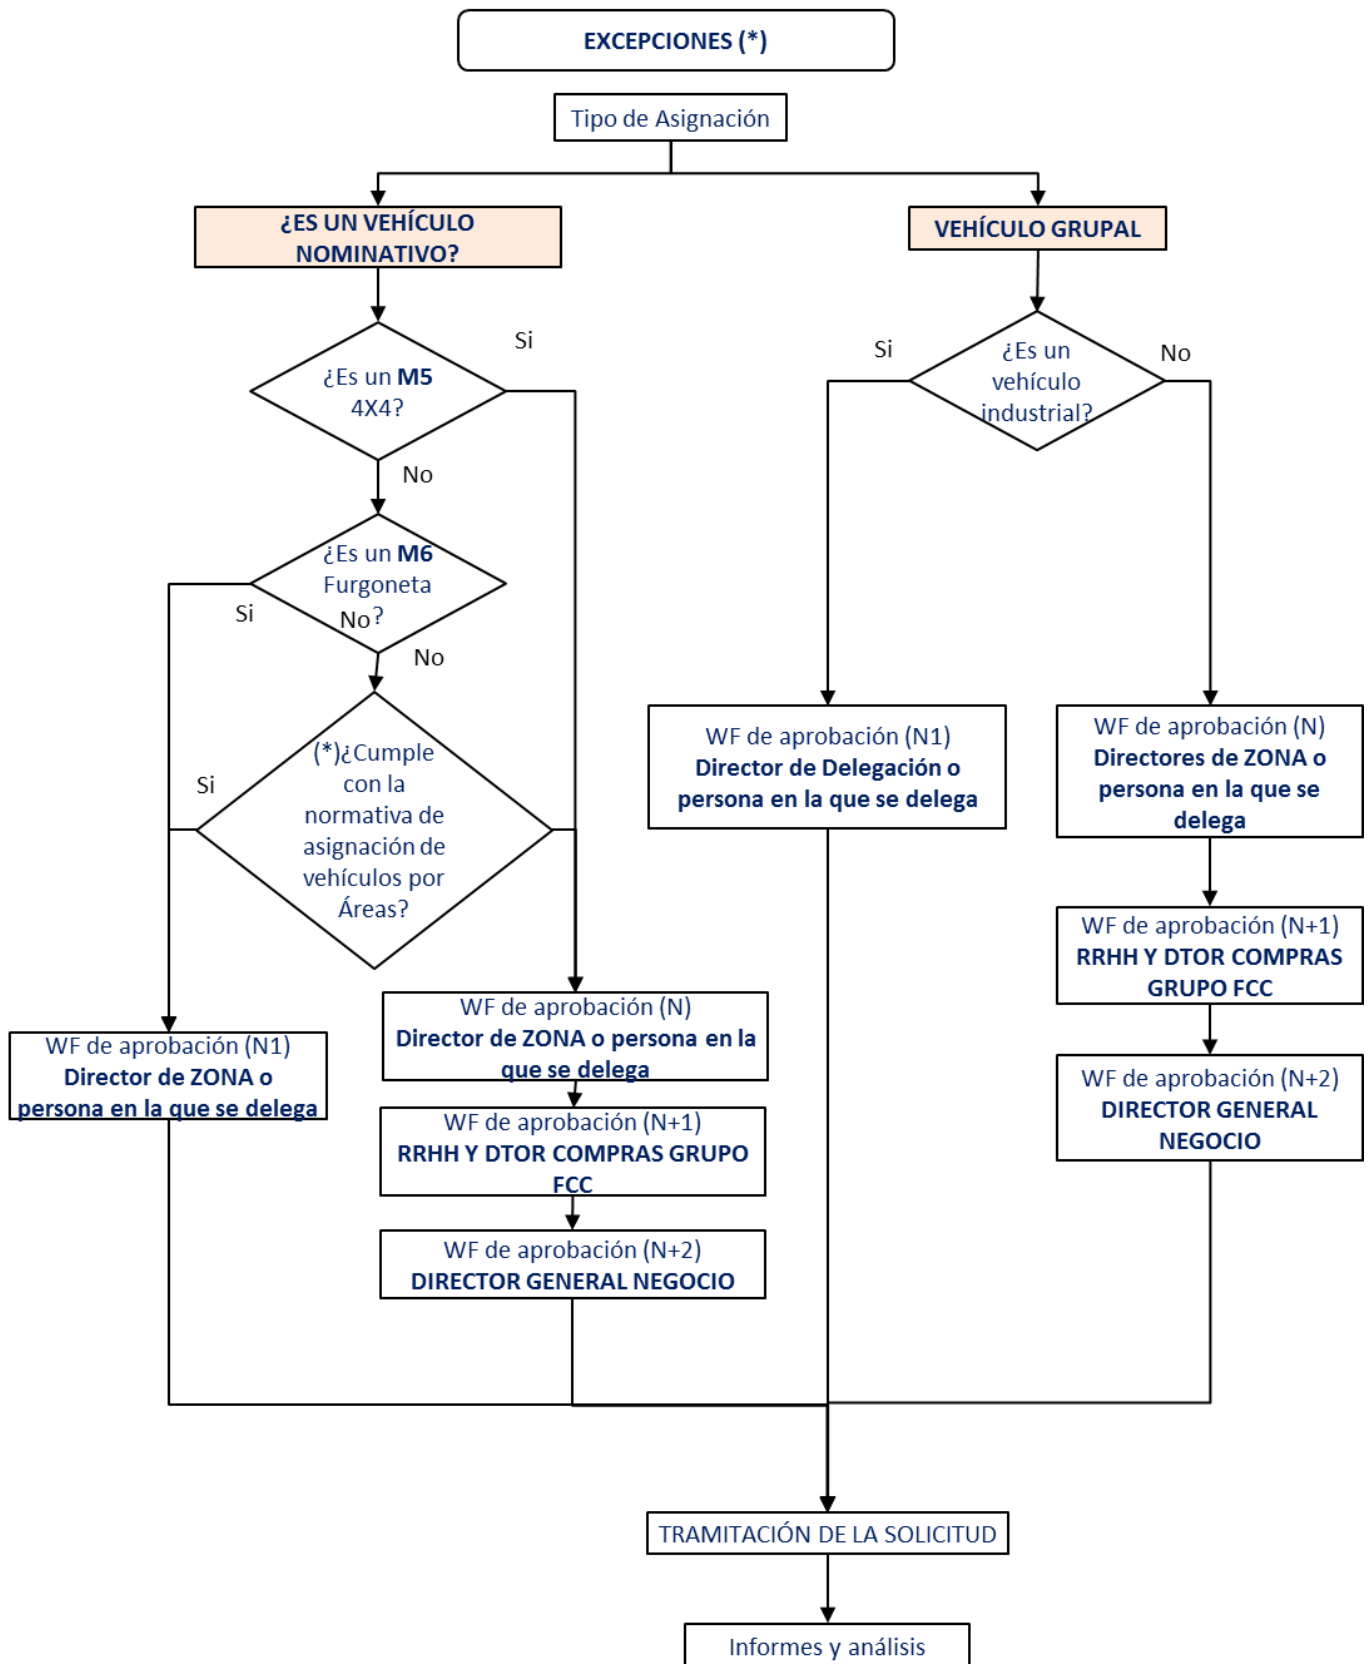 EXCEPCIONES (*)
Tipo de Asignación
¿ES UN VEHÍCULO
NOMINATIVO?
VEHÍCULO GRUPAL
Si
¿Es un M5
4X4?
No
Si
¿Es un
vehículo
industrial?
No
¿Es un M6
Furgoneta
?
Si
No
No
(*)¿Cumple
con la
normativa de
asignación de
vehículos por
Áreas?
Si
WF de aprobación (N1)
Director de Delegación o
persona en la que se delega
WF de aprobación (N)
Directores de ZONA o
persona en la que se
delega
WF de aprobación (N+1)
RRHH Y DTOR COMPRAS
GRUPO FCC
WF de aprobación (N+2)
DIRECTOR GENERAL
NEGOCIO
WF de aprobación (N1)
Director de ZONA o
persona en la que se delega
WF de aprobación (N)
Director de ZONA o persona en la
que se delega
WF de aprobación (N+1)
RRHH Y DTOR COMPRAS GRUPO
FCC
WF de aprobación (N+2)
DIRECTOR GENERAL NEGOCIO
TRAMITACIÓN DE LA SOLICITUD
Informes y análisis